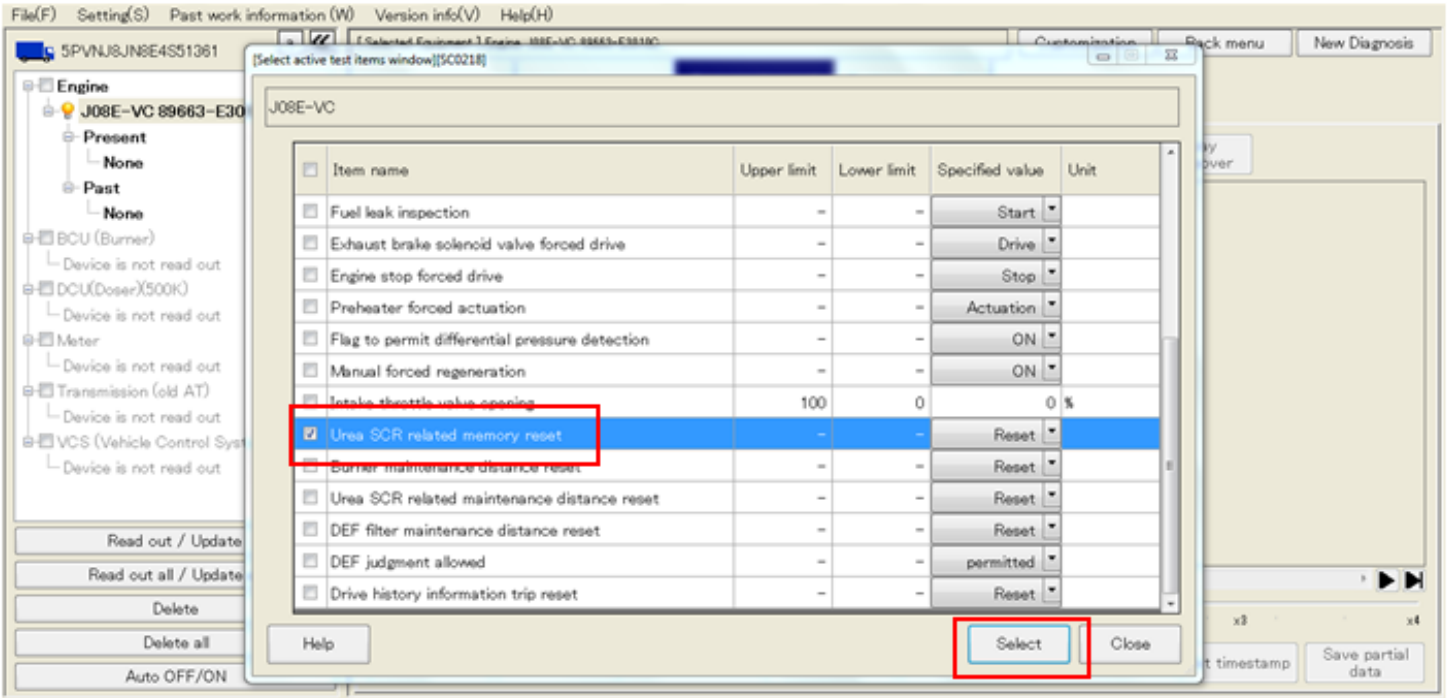 File(F) Setting(S) Past work information (W) Version info(V) Help(H)
5PVNJ8JN8E4S51361
[ Selected Equipment ] Engine J08E-VC 89663-E3010C
Customization
Back menu
New Diagnosis
[Select active test items window][SC0218]
Engine
J08E-VC 89663-E30
Present
None
Past
None
BCU (Burner)
Device is not read out
DCU(Doser)(500K)
Device is not read out
Meter
Device is not read out
Transmission (old AT)
Device is not read out
VCS (Vehicle Control Syst
Device is not read out
Read out / Update
Read out all / Update
Delete
Delete all
Auto OFF/ON
J08E-VC
Item name Upper limit Lower limit Specified value Unit
Fuel leak inspection - - Start
Exhaust brake solenoid valve forced drive - - Drive
Engine stop forced drive - - Stop
Preheater forced actuation - - Actuation
Flag to permit differential pressure detection - - ON
Manual forced regeneration - - ON
Intake throttle valve opening 100 0 0 %
Urea SCR related memory reset - - Reset
Burner maintenance distance reset - - Reset
Urea SCR related maintenance distance reset - - Reset
DEF filter maintenance distance reset - - Reset
DEF judgment allowed - - permitted
Drive history information trip reset - - Reset
Help
Select
Close
x3
x4
t timestamp
Save partial
data